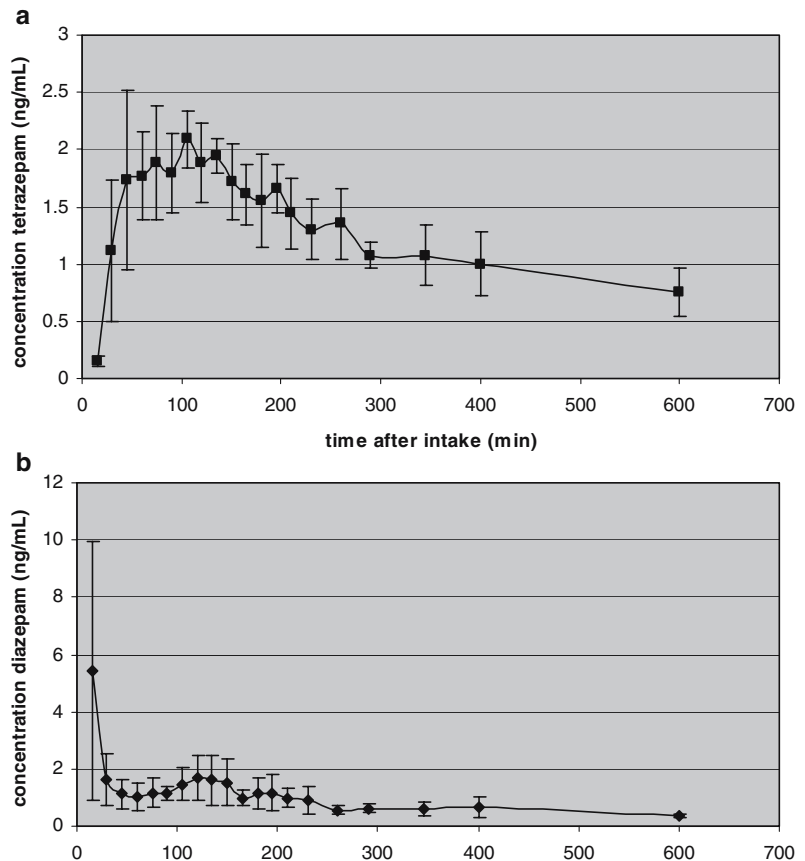 a
3
2.5
2
1.5
1
0.5
0
concentration tetrazepam (ng/mL)
0 100 200 300 400 500 600 700
time after intake (min)
b
12
10
8
6
4
2
0
concentration diazepam (ng/mL)
0 100 200 300 400 500 600 700